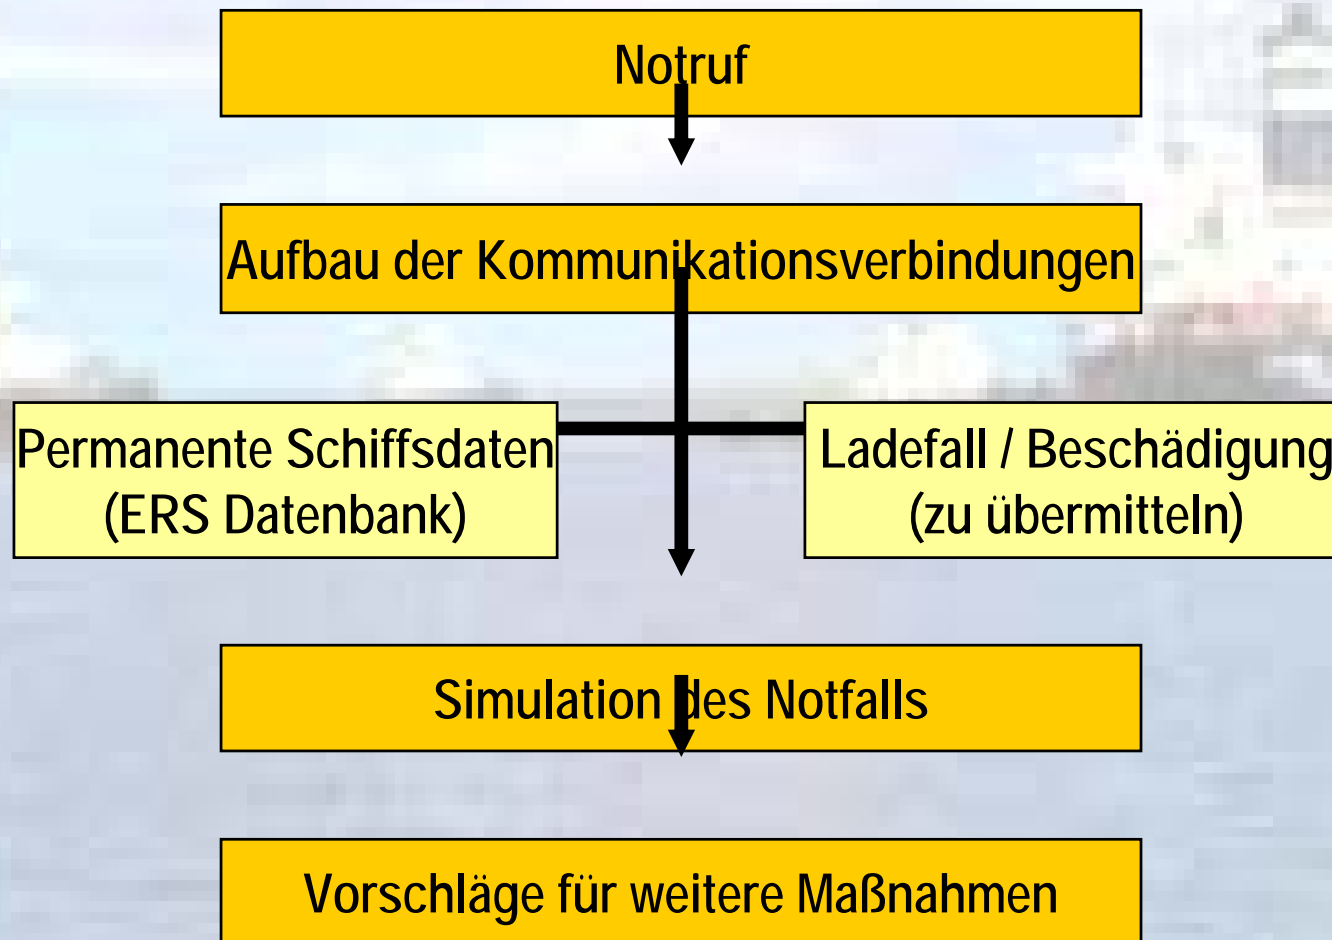 Notruf
Aufbau der Kommunikationsverbindungen
Permanente Schiffsdaten
(ERS Datenbank)
Ladefall / Beschädigung
(zu übermitteln)
Simulation des Notfalls
Vorschläge für weitere Maßnahmen